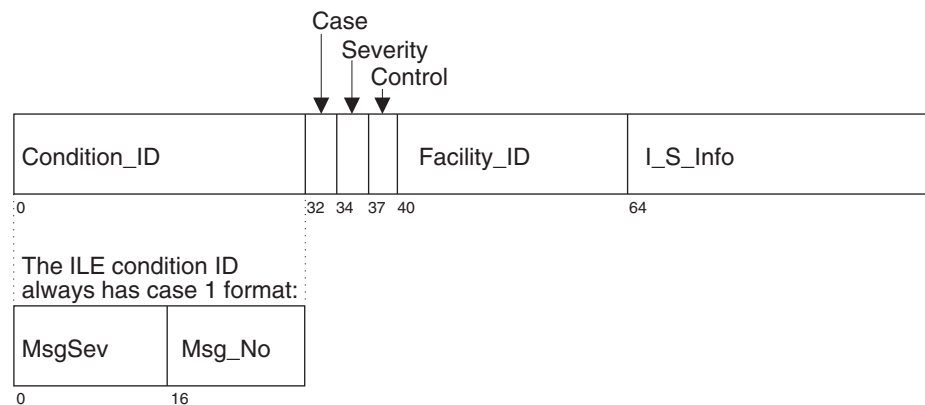 Case
Severity
Control
Condition_ID
Facility_ID
I_S_Info
0
32
34
37
40
64
The ILE condition ID
always has case 1 format:
MsgSev
Msg_No
0
16